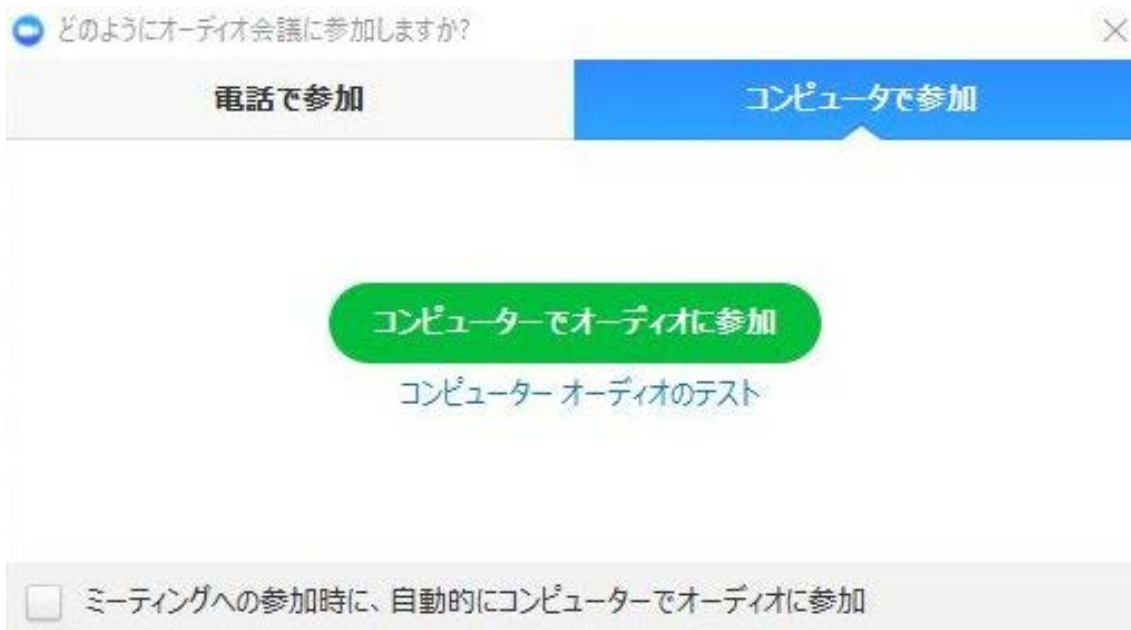 どのようにオーディオ会議に参加しますか?
電話で参加
コンピュータで参加
コンピューターでオーディオに参加
コンピューター オーディオのテスト
ミーティングへの参加時に、自動的にコンピューターでオーディオに参加